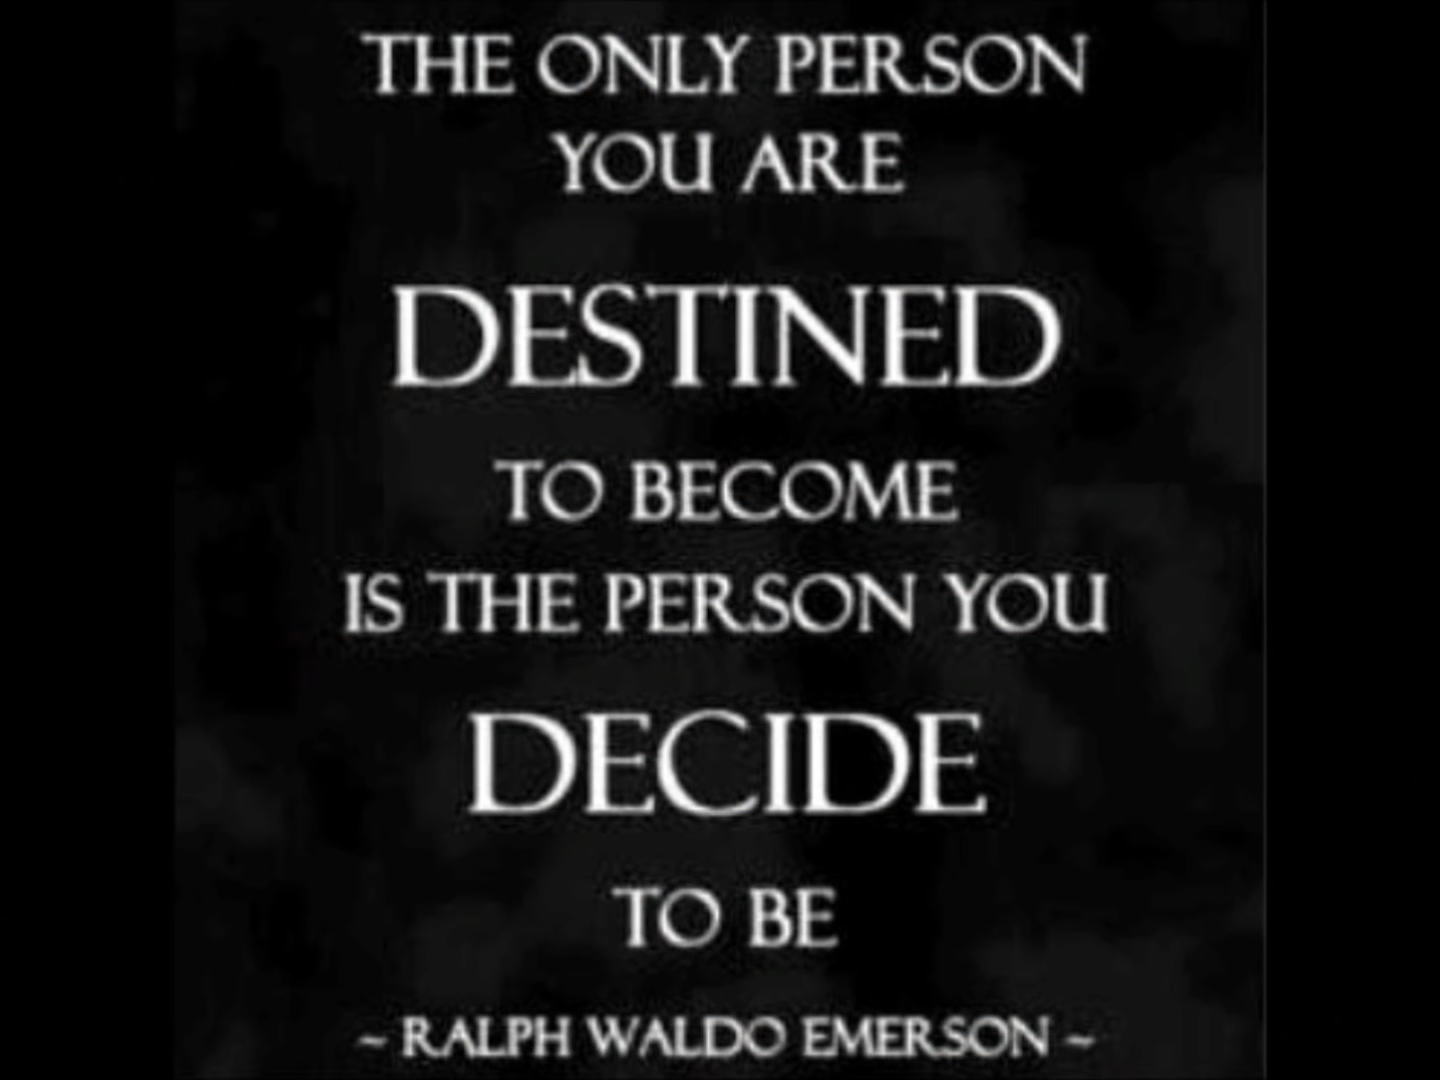 THE ONLY PERSON
YOU ARE
DESTINED
TO BECOME
IS THE PERSON YOU
DECIDE
TO BE
~ RALPH WALDO EMERSON ~